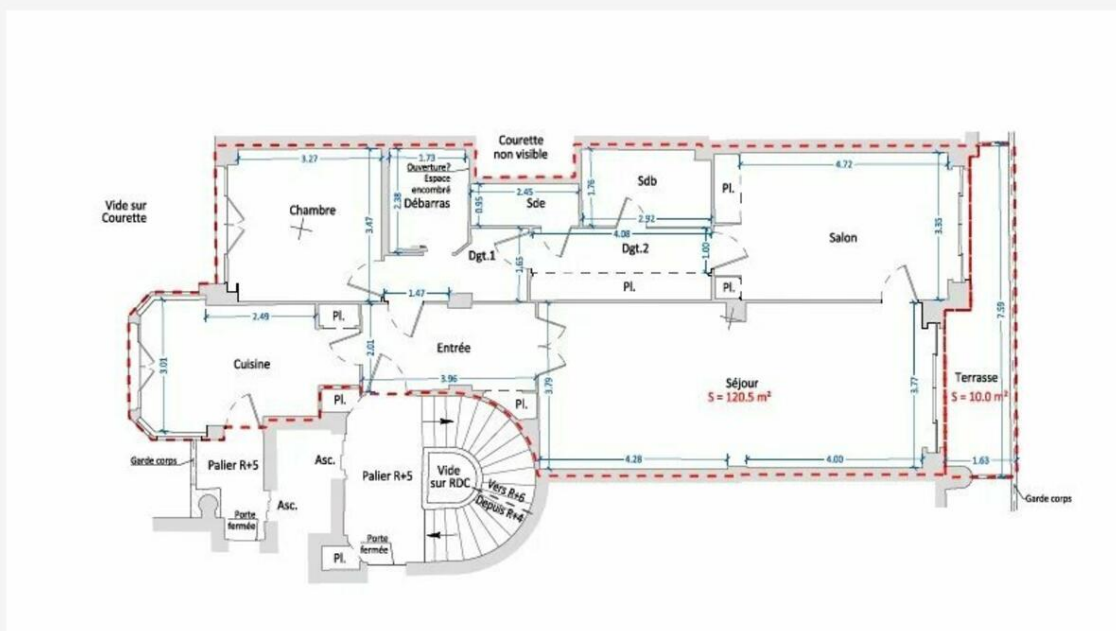 Courette
non visible
3.27
1.73
Ouverture?
Espace
encombré
Débarras
2.38
3.47
Vide sur
Courette
Chambre
2.45
0.95
Sde
1.76
Sdb
2.92
Pl.
4.72
3.35
Salon
4.08
Dgt.1
1.65
Dgt.2
1.00
Pl.
Pl.
1.47
2.49
Pl.
3.01
Cuisine
2.01
Entrée
3.96
3.79
Séjour
S = 120.5 m²
3.77
7.59
Terrasse
S = 10.0 m²
Pl.
Pl.
4.28
4.00
1.63
Garde corps
Palier R+5
Asc.
Palier R+5
Vide
sur RDC
Vers R+6
Depuis R+4
Garde corps
Asc.
Porte
fermée
Porte
fermée
Pl.